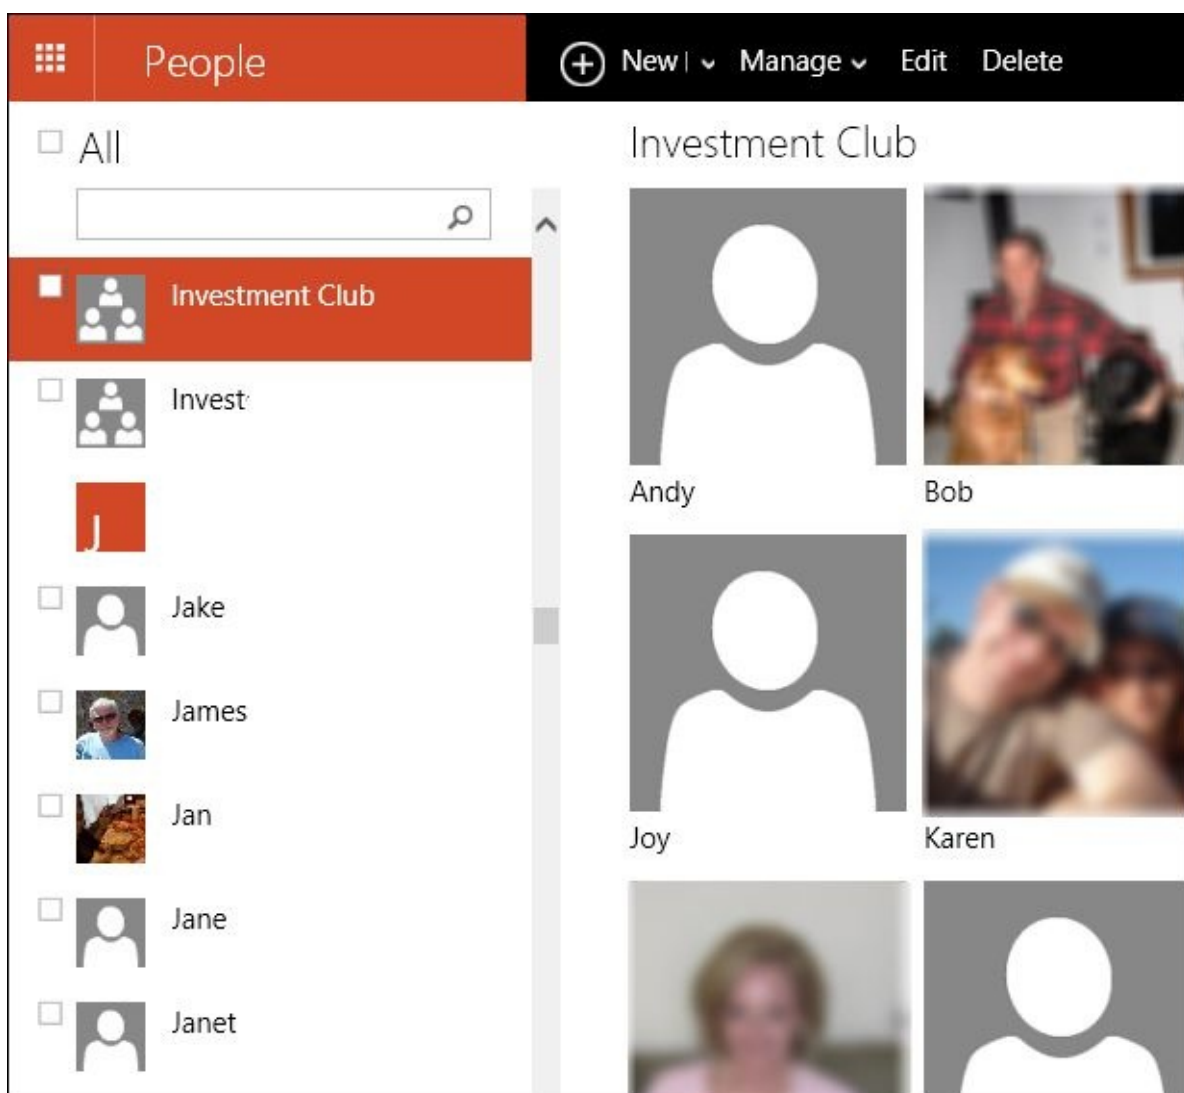 People
New
Manage
Edit
Delete
All
Investment Club
Invest
J
Jake
James
Jan
Jane
Janet
Investment Club
Andy
Bob
Joy
Karen